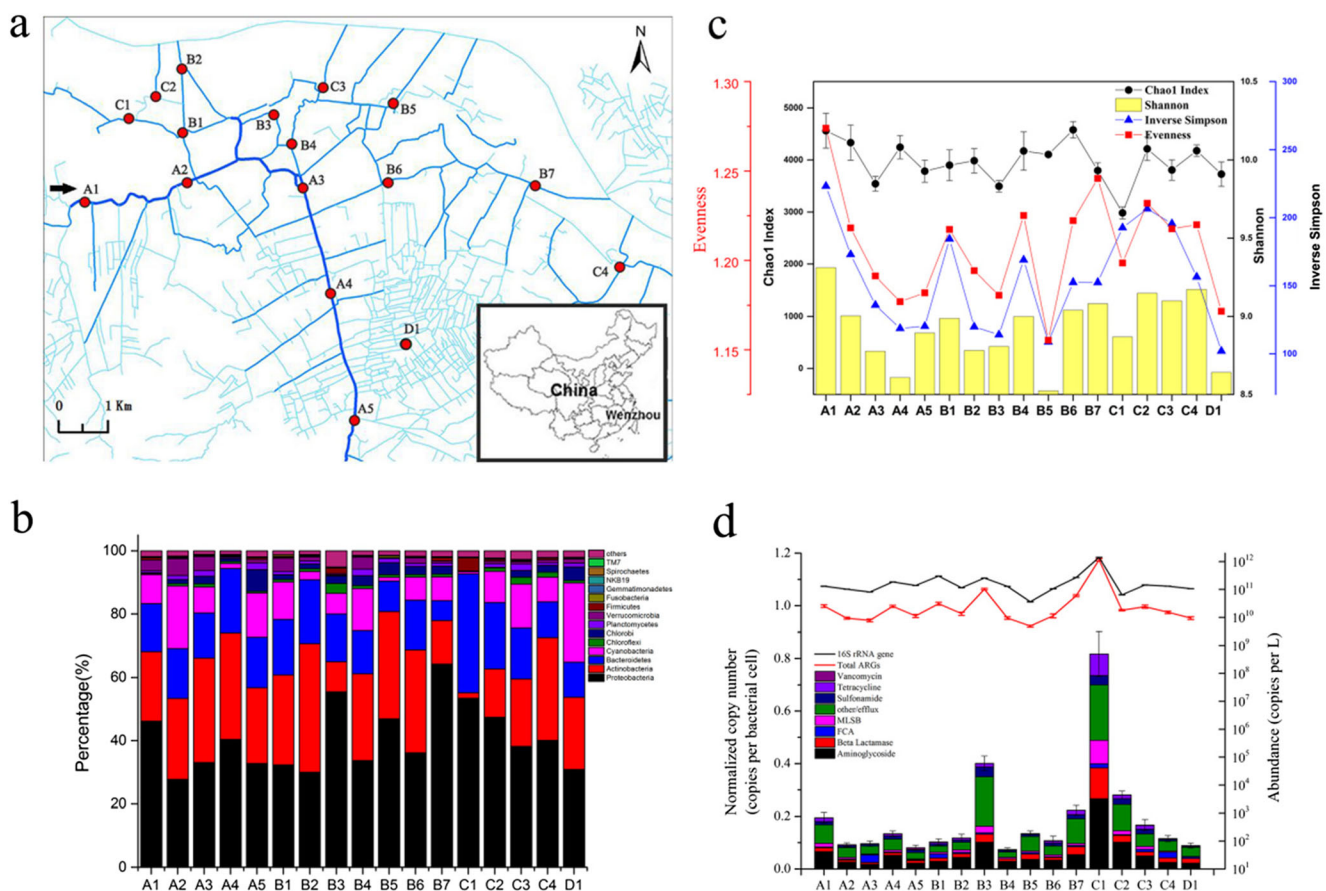 a
N
B2
C2
C3
C1
B5
B3
B1
B4
A2
A3
B6
B7
A1
C4
A4
D1
0 1 Km
China
Wenzhou
A5
c
1.30
1.25
1.20
1.15
Evenness
5000
4000
3000
2000
1000
0
Chao1 Index
Chao1 Index
Shannon
Inverse Simpson
Evenness
10.5
10.0
9.5
9.0
8.5
Shannon
300
250
200
150
100
Inverse Simpson
A1 A2 A3 A4 A5 B1 B2 B3 B4 B5 B6 B7 C1 C2 C3 C4 D1
b
100
80
60
40
20
0
Percentage(%)
others
TM7
Spirochaetes
NKB19
Gemmatimonadetes
Fusobacteria
Firmicutes
Verrucomicrobia
Planctomycetes
Chlorobi
Chloroflexi
Cyanobacteria
Bacteroidetes
Actinobacteria
Proteobacteria
A1 A2 A3 A4 A5 B1 B2 B3 B4 B5 B6 B7 C1 C2 C3 C4 D1
d
1.2
1.0
0.8
0.6
0.4
0.2
0.0
Normalized copy number
(copies per bacterial cell)
16S rRNA gene
Total ARGs
Vancomycin
Tetracycline
Sulfonamide
other/efflux
MLSB
FCA
Beta Lactamase
Aminoglycoside
10¹²
10¹¹
10¹⁰
10⁹
10⁸
10⁷
10⁶
10⁵
10⁴
10³
10²
10¹
Abundance (copies per L)
A1 A2 A3 A4 A5 B1 B2 B3 B4 B5 B6 B7 C1 C2 C3 C4 D1